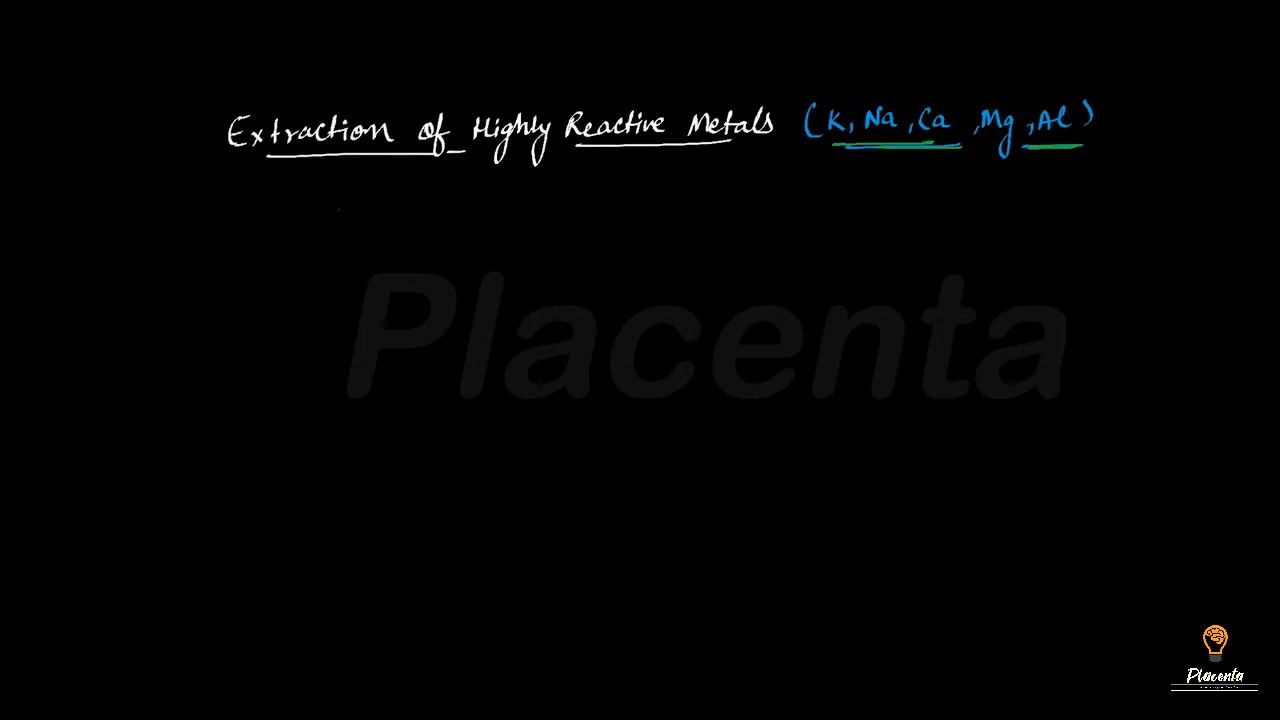 Extraction of Highly Reactive Metals (K, Na, Ca, Mg, Al)
Placenta
Placenta